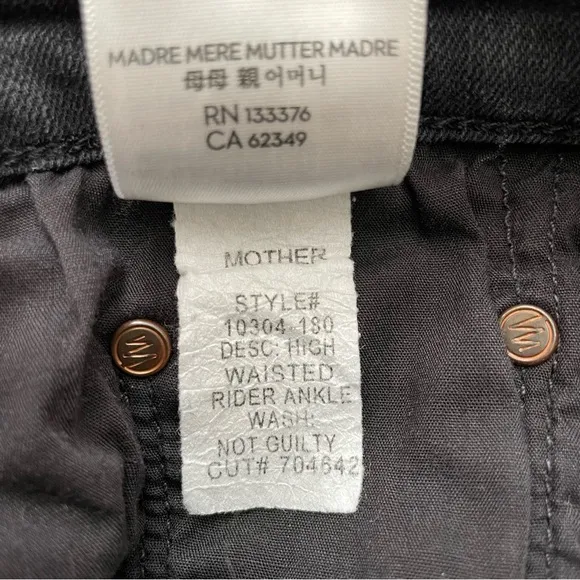 MADRE MERE MUTTER MADRE
母母 親 어머니
RN 133376
CA 62349
MOTHER
STYLE#
10304-180
DESC: HIGH
WAISTED
RIDER ANKLE
WASH:
NOT GUILTY
CUT# 704642